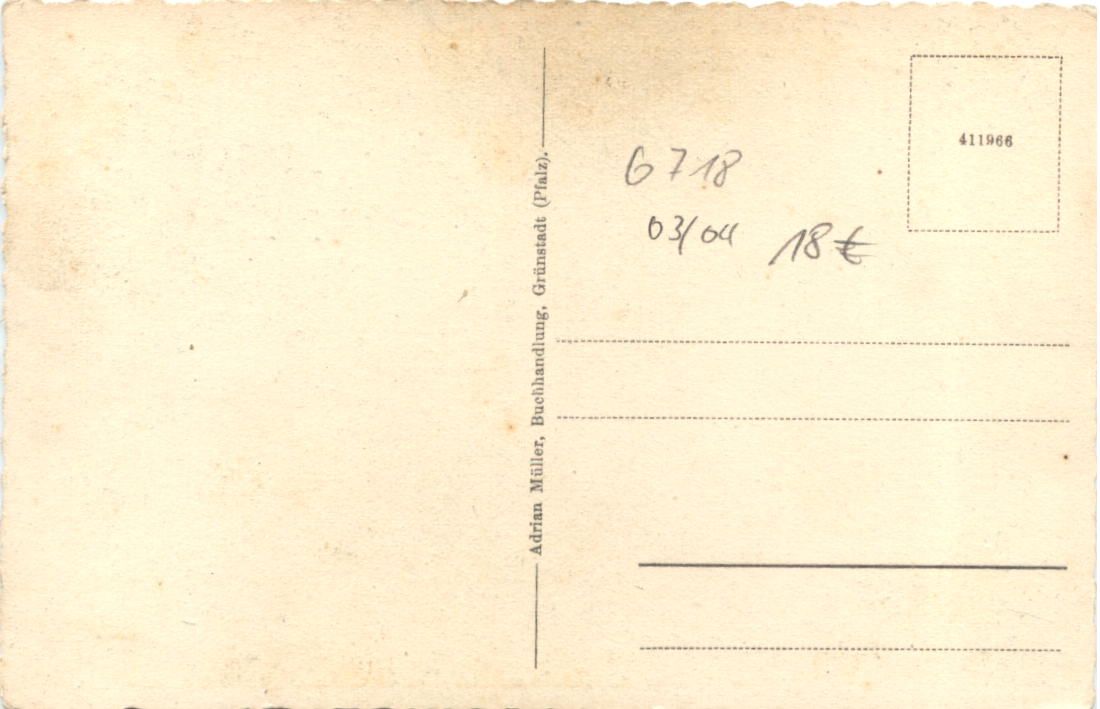 Adrian Müller, Buchhandlung, Grünstadt (Pfalz).
411966
6718
03/04 18 €